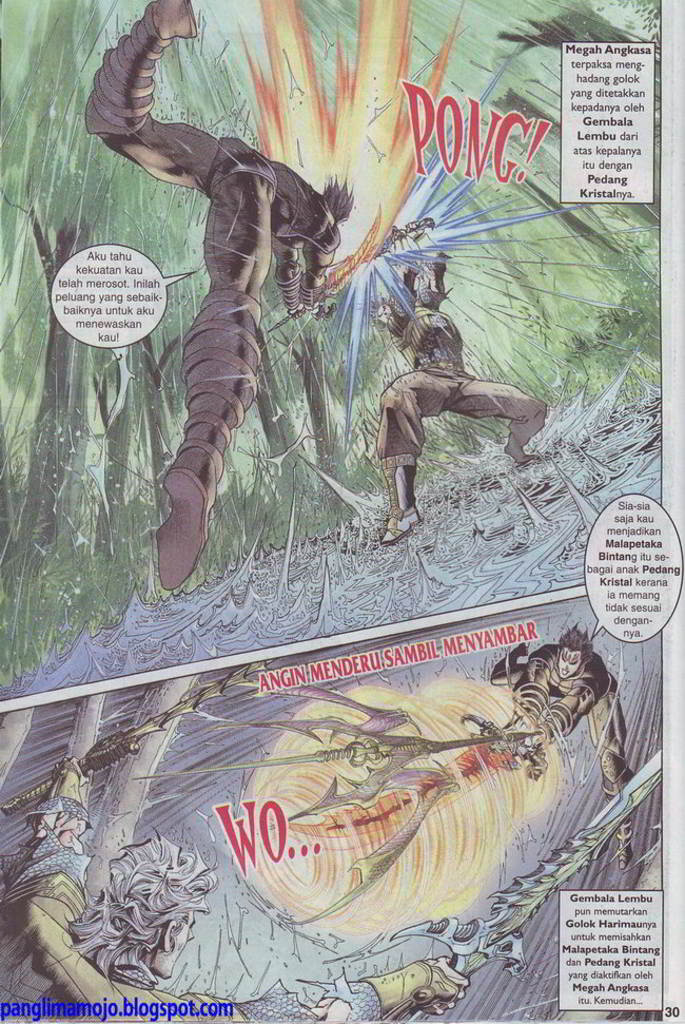 Megah Angkasa
terpaksa meng-
hadang golok
yang ditetakkan
kepadanya oleh
Gembala
Lembu dari
atas kepalanya
itu dengan
Pedang
Kristalnya.
PONG!
Aku tahu
kekuatan kau
telah merosot. Inilah
peluang yang sebaik-
baiknya untuk aku
menewaskan
kau!
Sia-sia
saja kau
menjadikan
Malapetaka
Bintang itu se-
bagai anak Pedang
Kristal kerana
ia memang
tidak sesuai
dengan-
nya.
ANGIN MENDERU SAMBIL MENYAMBAR
WO...
Gembala Lembu
pun memutarkan
Golok Harimaunya
untuk memisahkan
Malapetaka Bintang
dan Pedang Kristal
yang diaktifkan oleh
Megah Angkasa
itu. Kemudian...
panglimamojo.blogspot.com
30